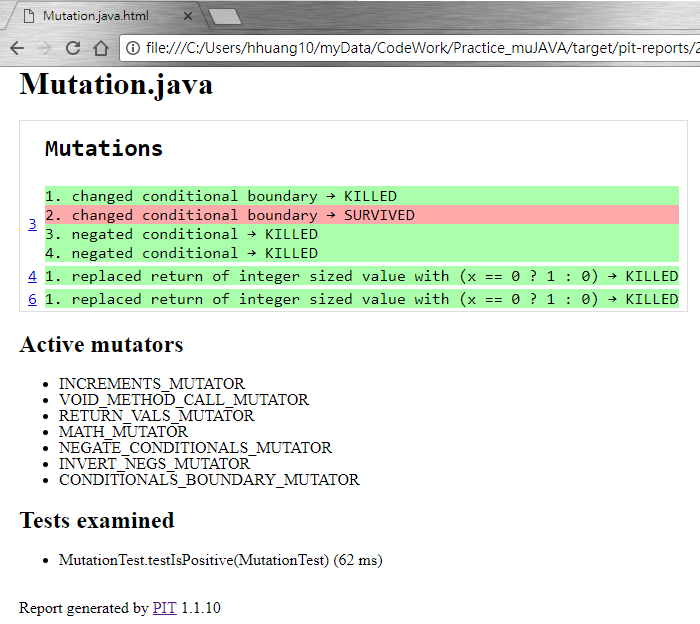 Mutation.java.html
file:///C:/Users/hhuang10/myData/CodeWork/Practice_muJAVA/target/pit-reports/2
Mutation.java
Mutations
3
1. changed conditional boundary → KILLED
2. changed conditional boundary → SURVIVED
3. negated conditional → KILLED
4. negated conditional → KILLED
4 1. replaced return of integer sized value with (x == 0 ? 1 : 0) → KILLED
6 1. replaced return of integer sized value with (x == 0 ? 1 : 0) → KILLED
Active mutators
• INCREMENTS_MUTATOR
• VOID_METHOD_CALL_MUTATOR
• RETURN_VALS_MUTATOR
• MATH_MUTATOR
• NEGATE_CONDITIONALS_MUTATOR
• INVERT_NEGS_MUTATOR
• CONDITIONALS_BOUNDARY_MUTATOR
Tests examined
• MutationTest.testIsPositive(MutationTest) (62 ms)
Report generated by PIT 1.1.10